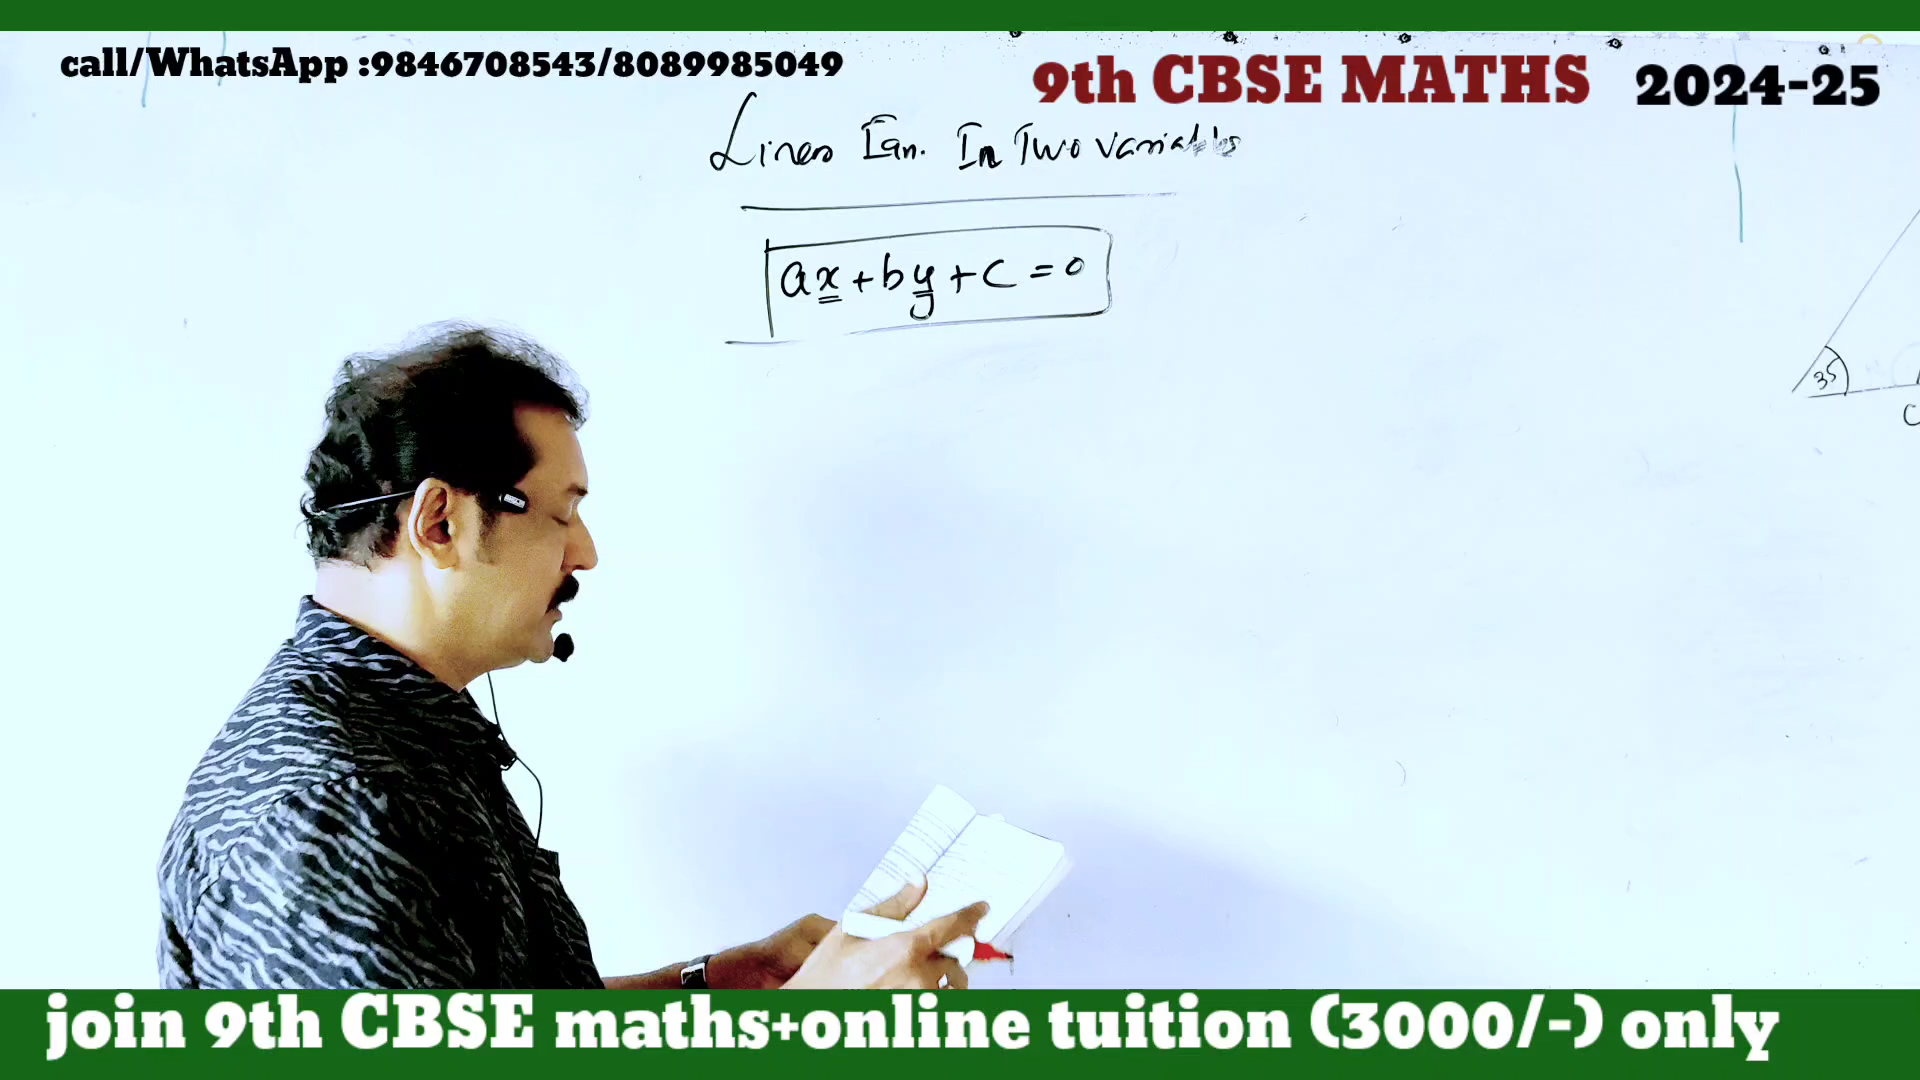 call/WhatsApp :9846708543/8089985049
9th CBSE MATHS 2024-25
Linear Eqn. In Two variables
ax+by+c=0
35
C
join 9th CBSE maths+online tuition (3000/-) only